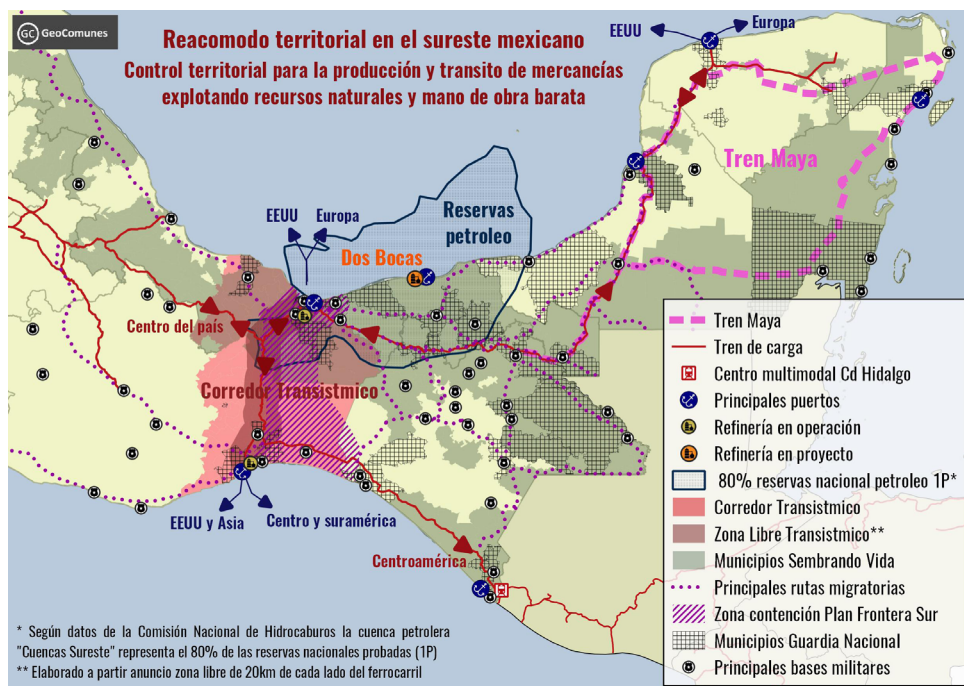 GC GeoComunes
Reacomodo territorial en el sureste mexicano
Control territorial para la producción y transito de mercancías
explotando recursos naturales y mano de obra barata
EEUU
Europa
Tren Maya
EEUU
Europa
Reservas
petroleo
Dos Bocas
Centro del país
Corredor Transístmico
EEUU y Asia
Centro y suramérica
Centroamérica
Tren Maya
Tren de carga
Centro multimodal Cd Hidalgo
Principales puertos
Refinería en operación
Refinería en proyecto
80% reservas nacional petroleo 1P*
Corredor Transístmico
Zona Libre Transístmico**
Municipios Sembrando Vida
Principales rutas migratorias
Zona contención Plan Frontera Sur
Municipios Guardia Nacional
Principales bases militares
* Según datos de la Comisión Nacional de Hidrocaburos la cuenca petrolera
"Cuencas Sureste" representa el 80% de las reservas nacionales probadas (1P)
** Elaborado a partir anuncio zona libre de 20km de cada lado del ferrocarril